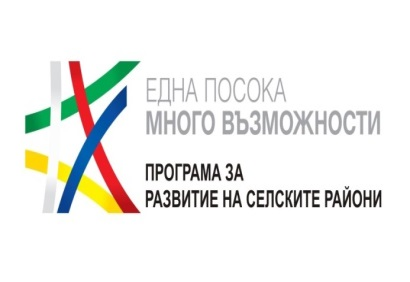 ЕДНА ПОСОКА
МНОГО ВЪЗМОЖНОСТИ
ПРОГРАМА ЗА
РАЗВИТИЕ НА СЕЛСКИТЕ РАЙОНИ